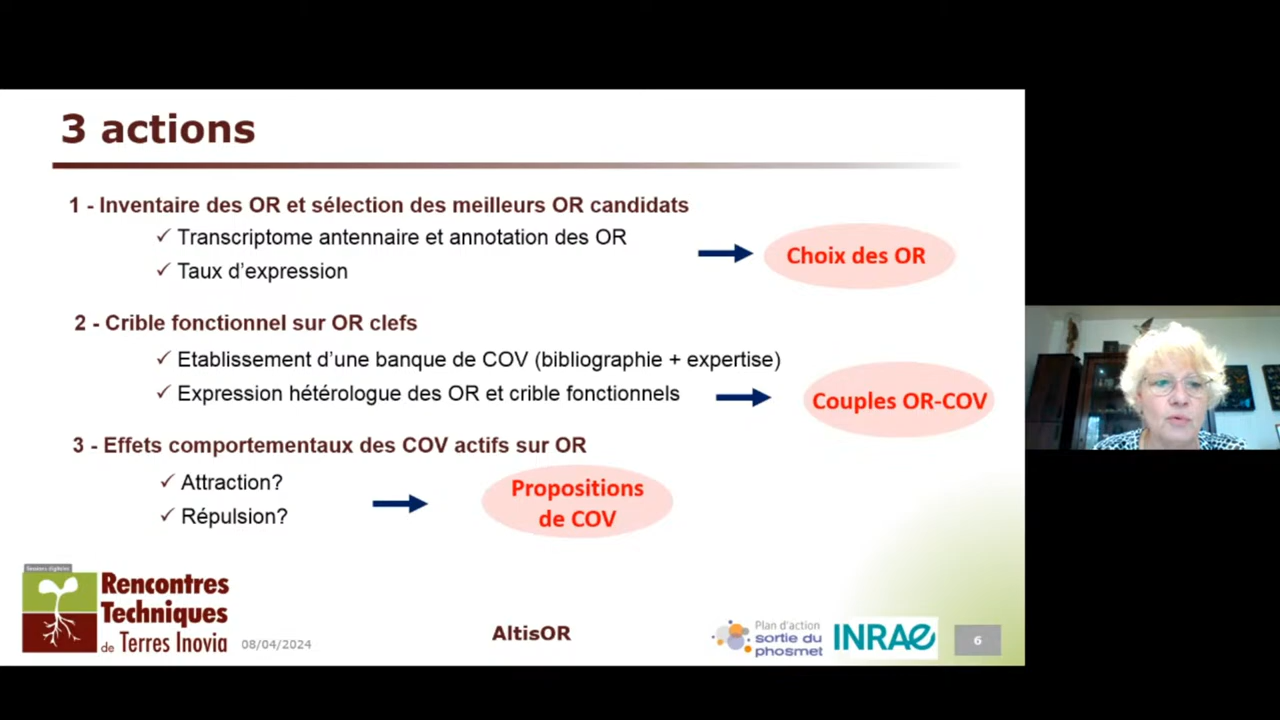 3 actions
1 - Inventaire des OR et sélection des meilleurs OR candidats
✓ Transcriptome antennaire et annotation des OR
✓ Taux d’expression
Choix des OR
2 - Crible fonctionnel sur OR clefs
✓ Etablissement d’une banque de COV (bibliographie + expertise)
✓ Expression hétérologue des OR et crible fonctionnels
Couples OR-COV
3 - Effets comportementaux des COV actifs sur OR
✓ Attraction?
✓ Répulsion?
Propositions
de COV
Rencontres
Techniques
de Terres Inovia
08/04/2024
AltisOR
Plan d'action
sortie du
phosmet
INRAE
6